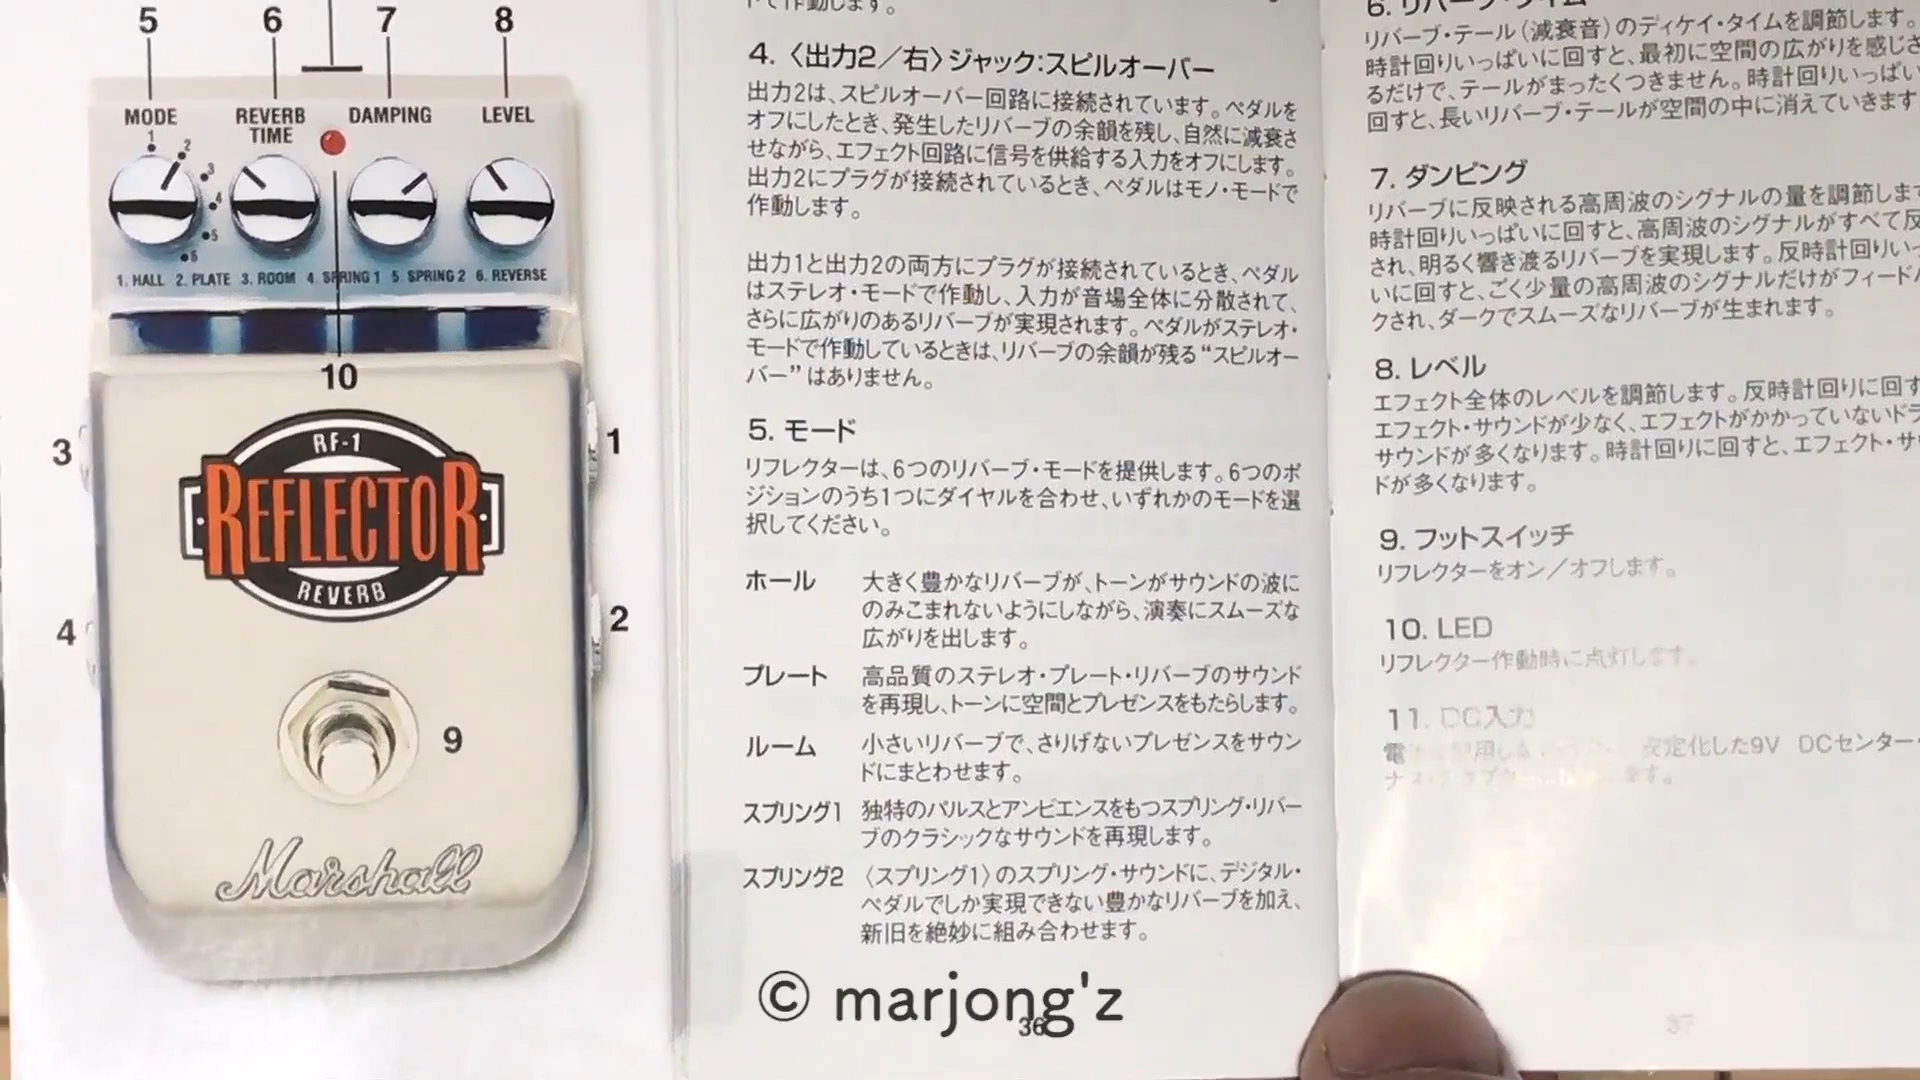 5
6
7
8
MODE
REVERB TIME
DAMPING
LEVEL
1
2
3
4
5
6
1. HALL 2. PLATE 3. ROOM 4. SPRING 1 5 SPRING 2 6. REVERSE
10
3
1
4
2
9
RF-1
REFLECTOR
REVERB
Marshall
4.〈出力2／右〉ジャック：スピルオーバー
出力2は、スピルオーバー回路に接続されています。ペダルを
オフにしたとき、発生したリバーブの余韻を残し、自然に減衰さ
せながら、エフェクト回路に信号を供給する入力をオフにします。
出力2にプラグが接続されているとき、ペダルはモノ・モードで
作動します。
出力1と出力2の両方にプラグが接続されているとき、ペダル
はステレオ・モードで作動し、入力が音場全体に分散されて、
さらに広がりのあるリバーブが実現されます。ペダルがステレオ・
モードで作動しているときは、リバーブの余韻が残る“スピルオー
バー”はありません。
5. モード
リフレクターは、6つのリバーブ・モードを提供します。6つのポ
ジションのうち1つにダイヤルを合わせ、いずれかのモードを選
択してください。
ホール 大きく豊かなリバーブが、トーンがサウンドの波に
のみこまれないようにしながら、演奏にスムーズな
広がりを出します。
プレート 高品質のステレオ・プレート・リバーブのサウンド
を再現し、トーンに空間とプレゼンスをもたらします。
ルーム 小さいリバーブで、さりげないプレゼンスをサウン
ドにまとわせます。
スプリング1 独特のパルスとアンビエンスをもつスプリング・リバー
ブのクラシックなサウンドを再現します。
スプリング2 〈スプリング1〉のスプリング・サウンドに、デジタル・
ペダルでしか実現できない豊かなリバーブを加え、
新旧を絶妙に組み合わせます。
36
6. リバーブ・タイム
リバーブ・テール（減衰音）のディケイ・タイムを調節します。
時計回りいっぱいに回すと、最初に空間の広がりを感じさ
るだけで、テールがまったくつきません。時計回りいっぱい
回すと、長いリバーブ・テールが空間の中に消えていきます
7. ダンピング
リバーブに反映される高周波のシグナルの量を調節します
時計回りいっぱいに回すと、高周波のシグナルがすべて反
され、明るく響き渡るリバーブを実現します。反時計回りいっ
いに回すと、ごく少量の高周波のシグナルだけがフィードバ
クされ、ダークでスムーズなリバーブが生まれます。
8. レベル
エフェクト全体のレベルを調節します。反時計回りに回す
エフェクト・サウンドが少なく、エフェクトがかかっていないドラ
サウンドが多くなります。時計回りに回すと、エフェクト・サ
ドが多くなります。
9. フットスイッチ
リフレクターをオン／オフします。
10. LED
リフレクター作動時に点灯します。
11. DC入力
安定化した9V DCセンター・
ます。
37
© marjong'z